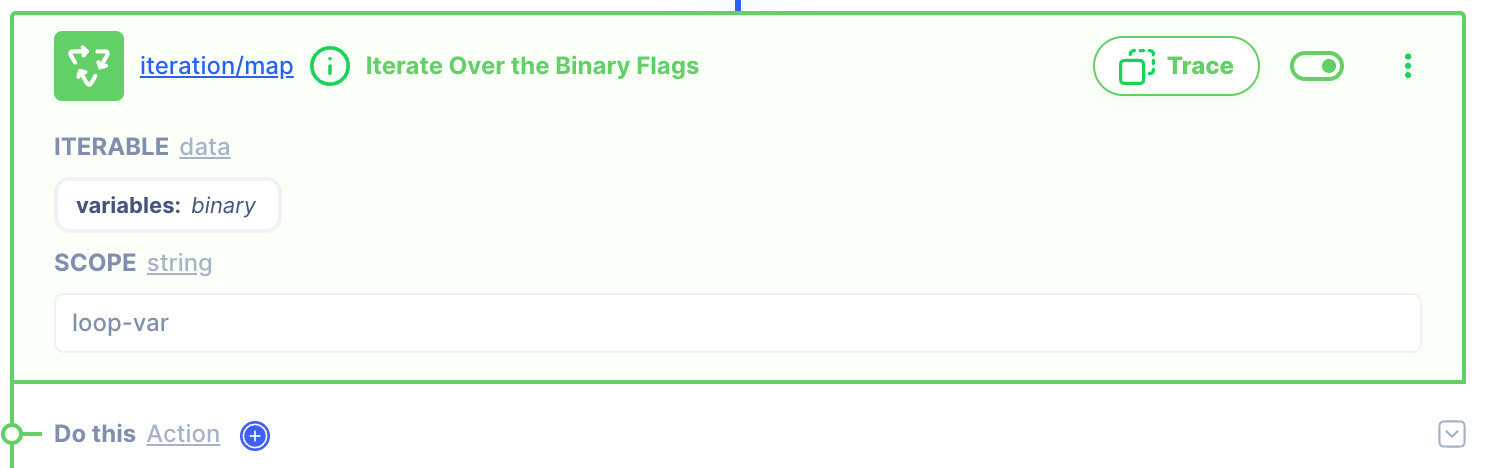 iteration/map Iterate Over the Binary Flags Trace
ITERABLE data
variables: binary
SCOPE string
loop-var
Do this Action